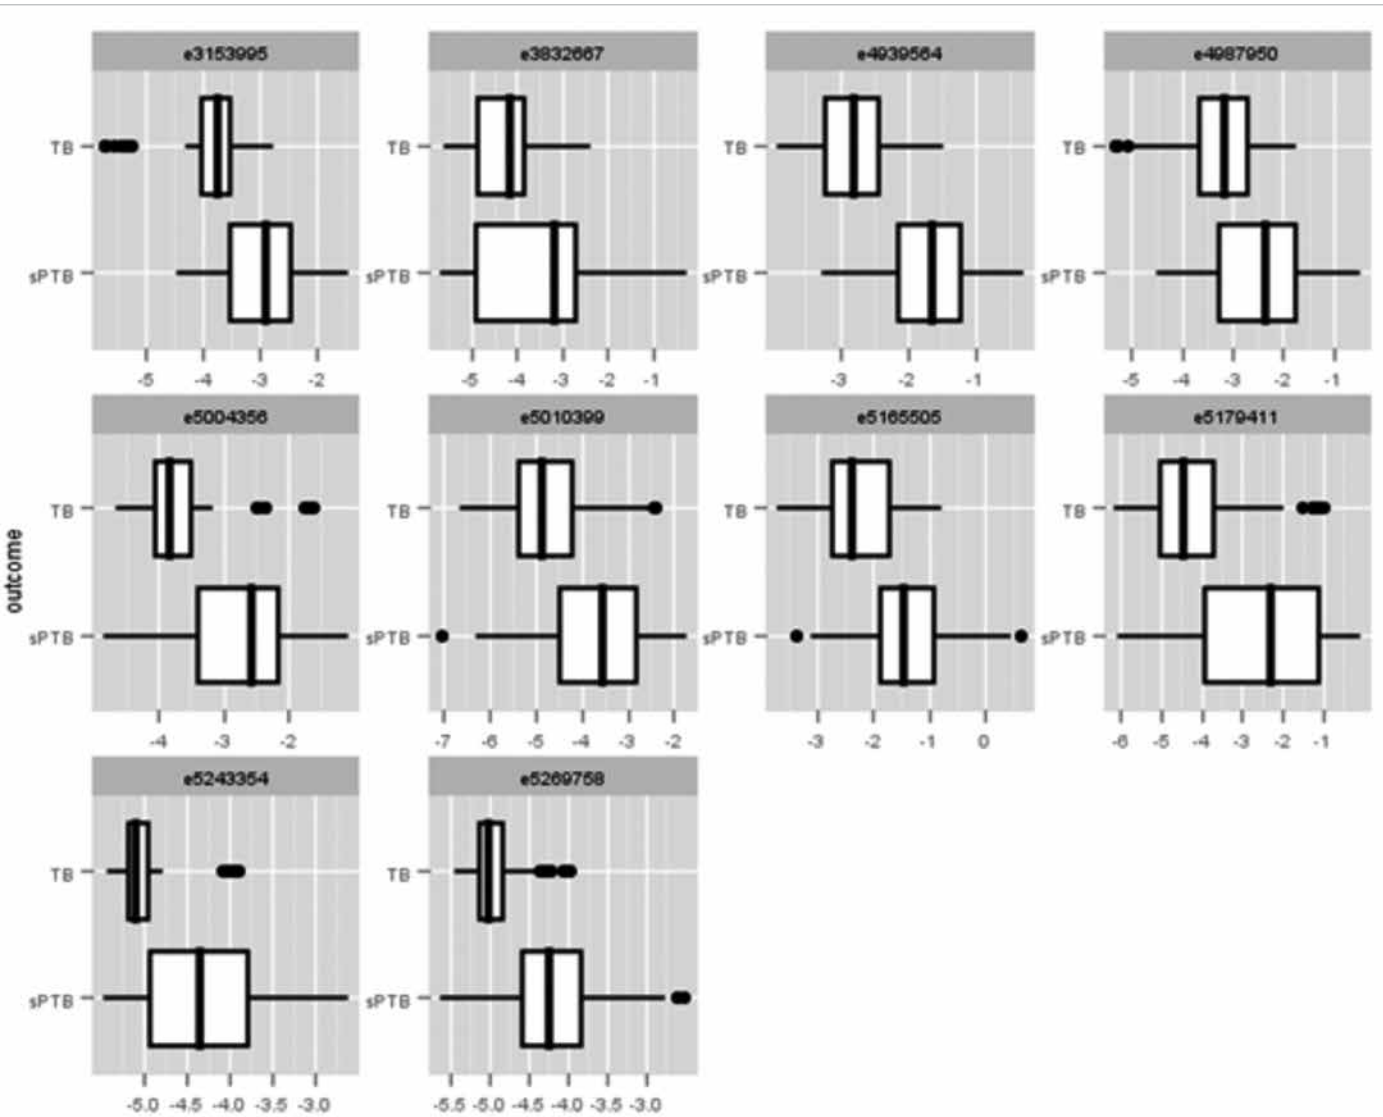 e3153995 e3832667 e4939564 e4987950
TB TB TB TB
sPTB sPTB sPTB sPTB
-5 -4 -3 -2 -5 -4 -3 -2 -1 -3 -2 -1 -5 -4 -3 -2 -1
e5004356 e5010399 e5165505 e5179411
TB TB TB TB
outcome
sPTB sPTB sPTB sPTB
-4 -3 -2 -7 -6 -5 -4 -3 -2 -3 -2 -1 0 -6 -5 -4 -3 -2 -1
e5243354 e5269758
TB TB
sPTB sPTB
-5.0 -4.5 -4.0 -3.5 -3.0 -5.5 -5.0 -4.5 -4.0 -3.5 -3.0